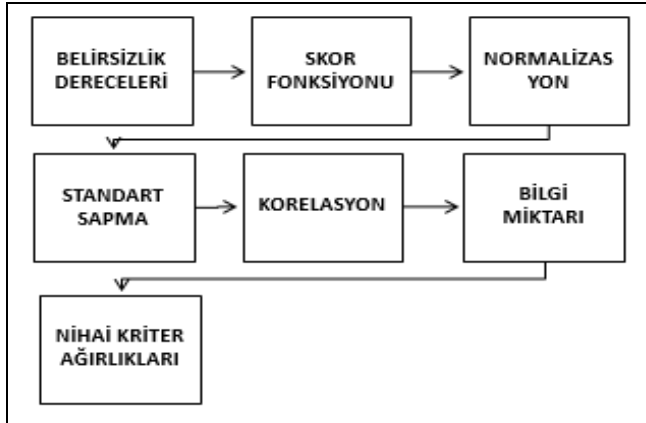 BELİRSİZLİK
DERECELERİ
SKOR
FONKSİYONU
NORMALİZAS
YON
STANDART
SAPMA
KORELASYON
BİLGİ
MİKTARI
NİHAİ KRİTER
AĞIRLIKLARI